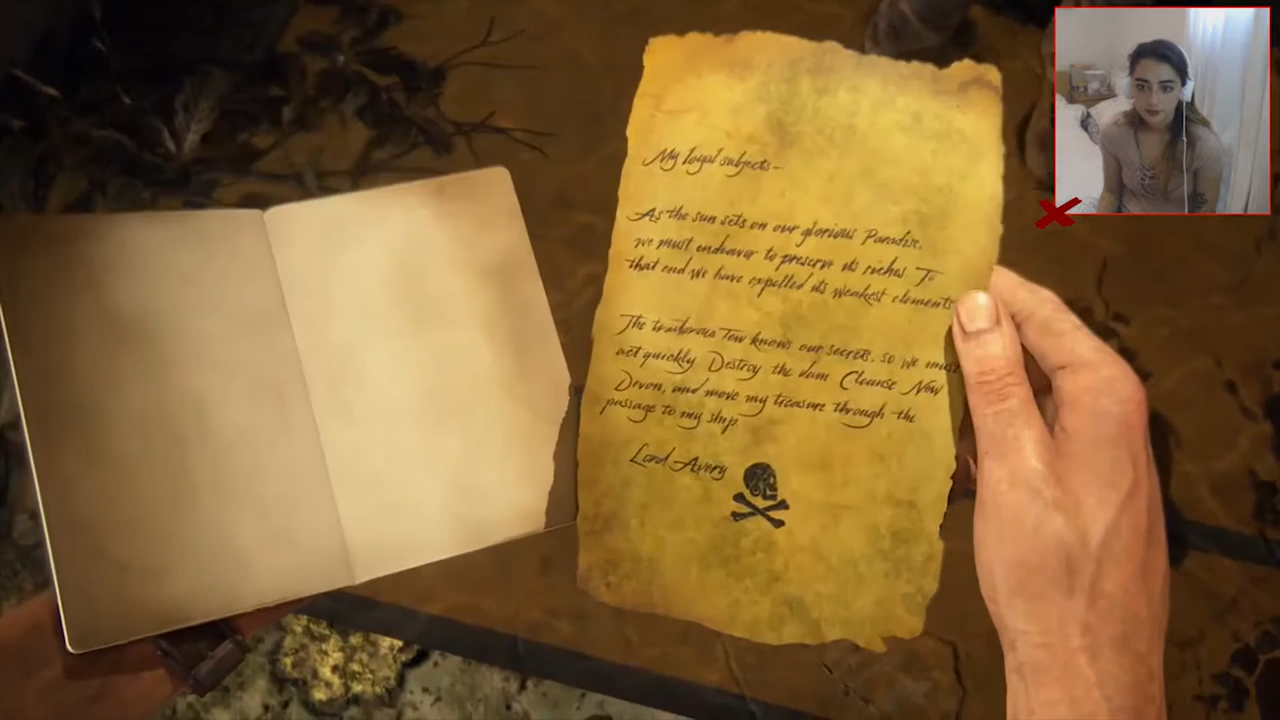 My loyal subjects-
As the sun sets on our glorious Paradise,
we must endeavor to preserve its riches To
that end we have expelled its weakest elements
The traitorous Tew knows our secrets, so we must
act quickly Destroy the dam Cleanse New
Devon, and move my treasure through the
passage to my ship.
Lord Avery